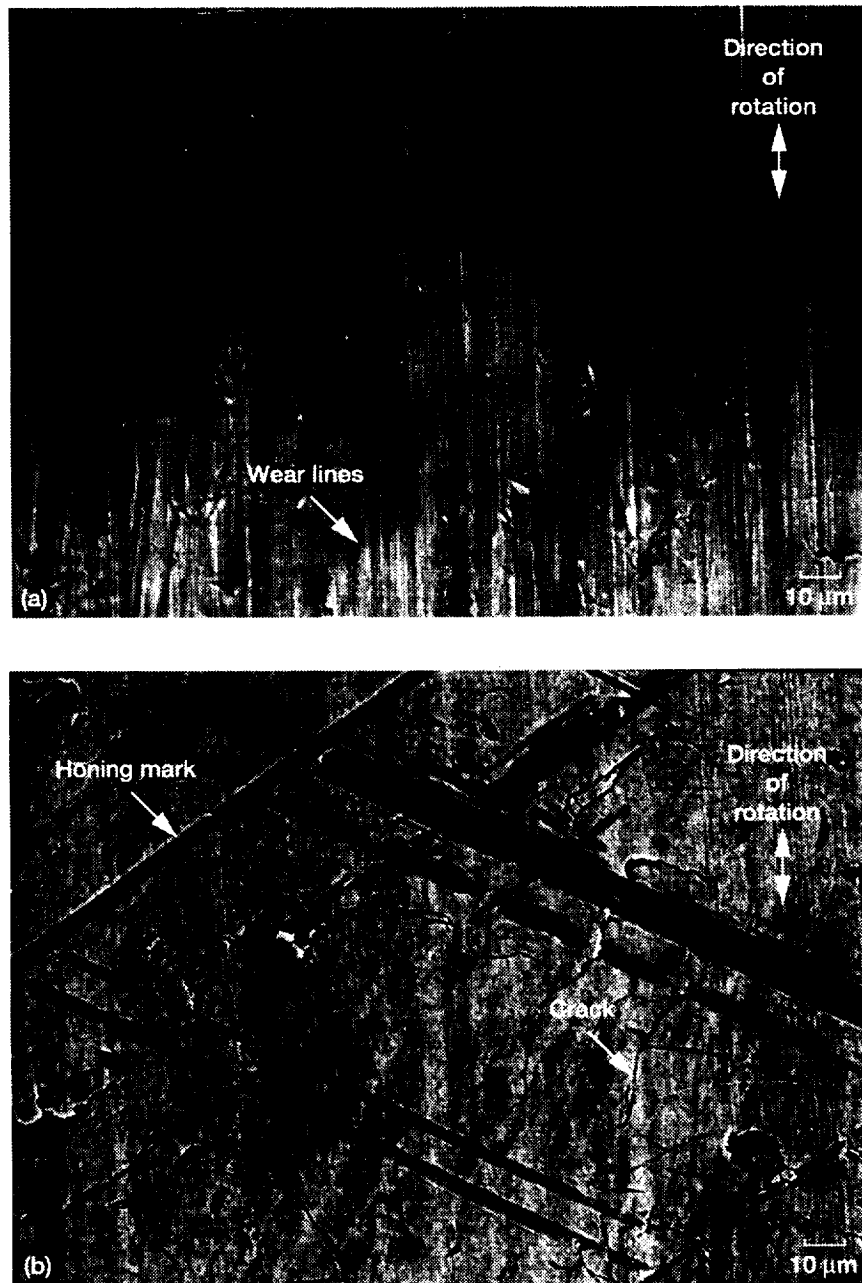 Direction
of
rotation
Wear lines
(a)
10 µm
Honing mark
Direction
of
rotation
Crack
(b)
10 µm